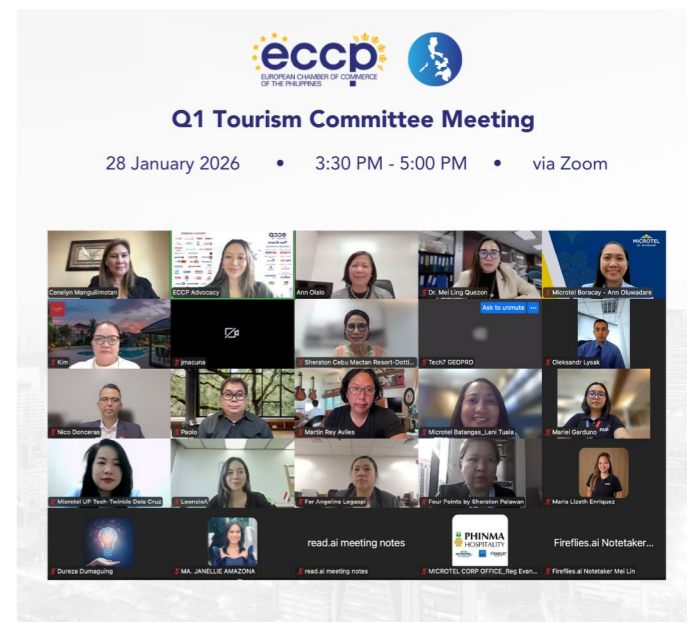 eccp
EUROPEAN CHAMBER OF COMMERCE
OF THE PHILIPPINES
Q1 Tourism Committee Meeting
28 January 2026 • 3:30 PM - 5:00 PM • via Zoom
Cenelyn Manguilimotan
ECCP Advocacy
Ann Olalo
Dr. Mei Ling Quezon
MICROTEL
Microtel Boracay - Ann Oluwadare
Kim
jmacuna
Sheraton Cebu Mactan Resort-Dotti...
Ask to unmute ...
Tech7 GEOPRO
Oleksandr Lysak
Nico Donceras
Paolo
Martin Rey Aviles
Microtel Batangas_Lani Tuala
Mariel Garduno
Microtel UP Tech-Twinkle Dela Cruz
LeoncioA
Fer Angeline Legaspi
Four Points by Sheraton Palawan
Maria Lizeth Enriquez
Dureza Dumaguing
MA. JANELLIE AMAZONA
read.ai meeting notes
read.ai meeting notes
PHINMA
HOSPITALITY
MICROTEL CORP OFFICE_Reg Evan...
Fireflies.ai Notetaker...
Fireflies.ai Notetaker Mei Lin